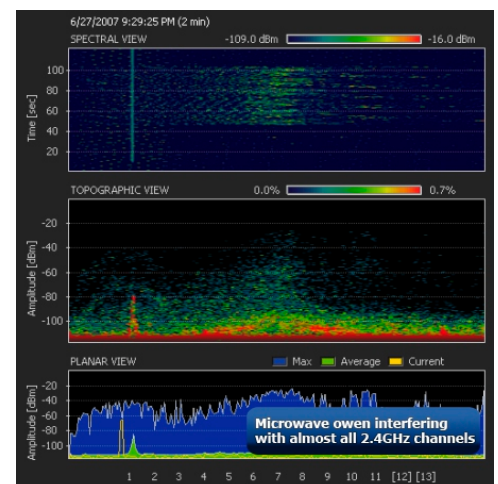 6/27/2007 9:29:25 PM (2 min)
SPECTRAL VIEW -109.0 dBm -16.0 dBm
Time [sec]
100
80
60
40
20
TOPOGRAPHIC VIEW 0.0% 0.7%
Amplitude [dBm]
-20
-40
-60
-80
-100
PLANAR VIEW Max Average Current
Amplitude [dBm]
-20
-40
-60
-80
-100
Microwave owen interfering
with almost all 2.4GHz channels
1 2 3 4 5 6 7 8 9 10 11 [12] [13]